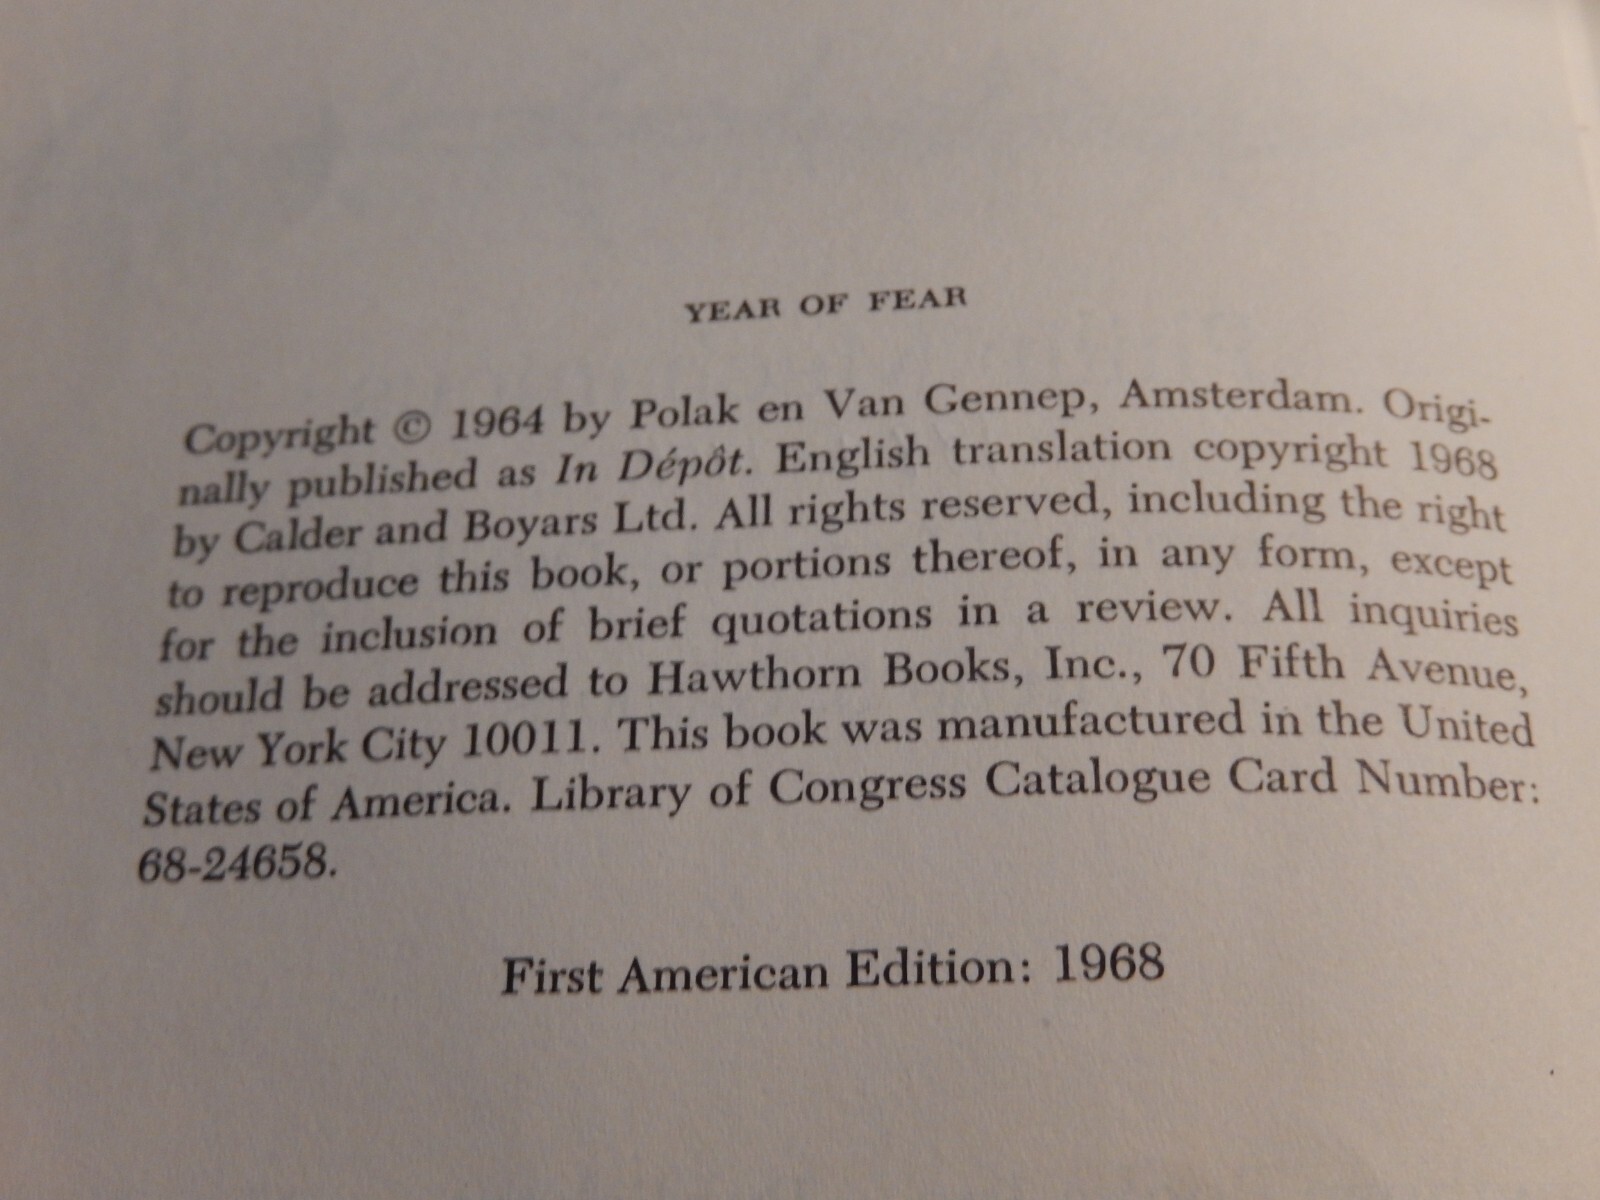 YEAR OF FEAR
Copyright © 1964 by Polak en Van Gennep, Amsterdam. Origi-
nally published as In Dépôt. English translation copyright 1968
by Calder and Boyars Ltd. All rights reserved, including the right
to reproduce this book, or portions thereof, in any form, except
for the inclusion of brief quotations in a review. All inquiries
should be addressed to Hawthorn Books, Inc., 70 Fifth Avenue,
New York City 10011. This book was manufactured in the United
States of America. Library of Congress Catalogue Card Number:
68-24658.
First American Edition: 1968